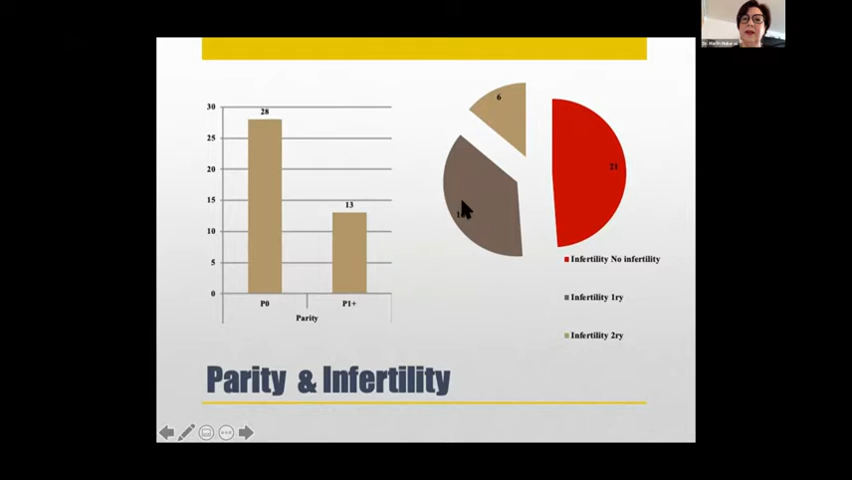 30
25
20
15
10
5
0
28
13
P0
P1+
Parity
6
21
Infertility No infertility
Infertility 1ry
Infertility 2ry
Parity & Infertility